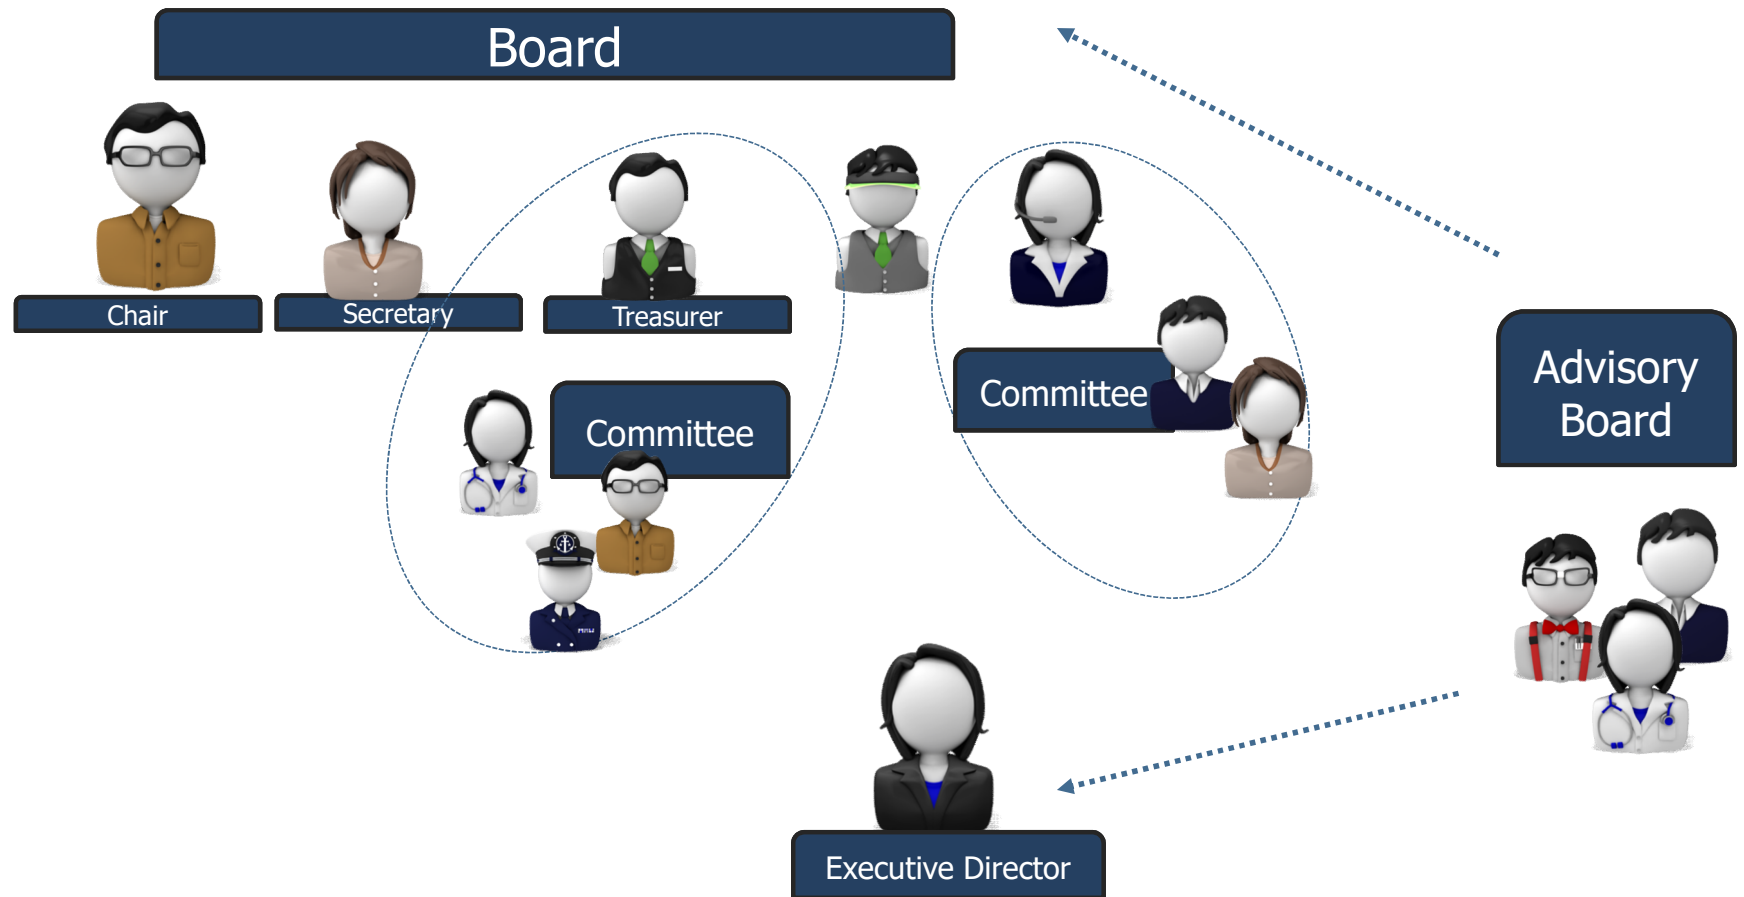 Board
Chair
Secretary
Treasurer
Committee
Committee
Advisory
Board
Executive Director